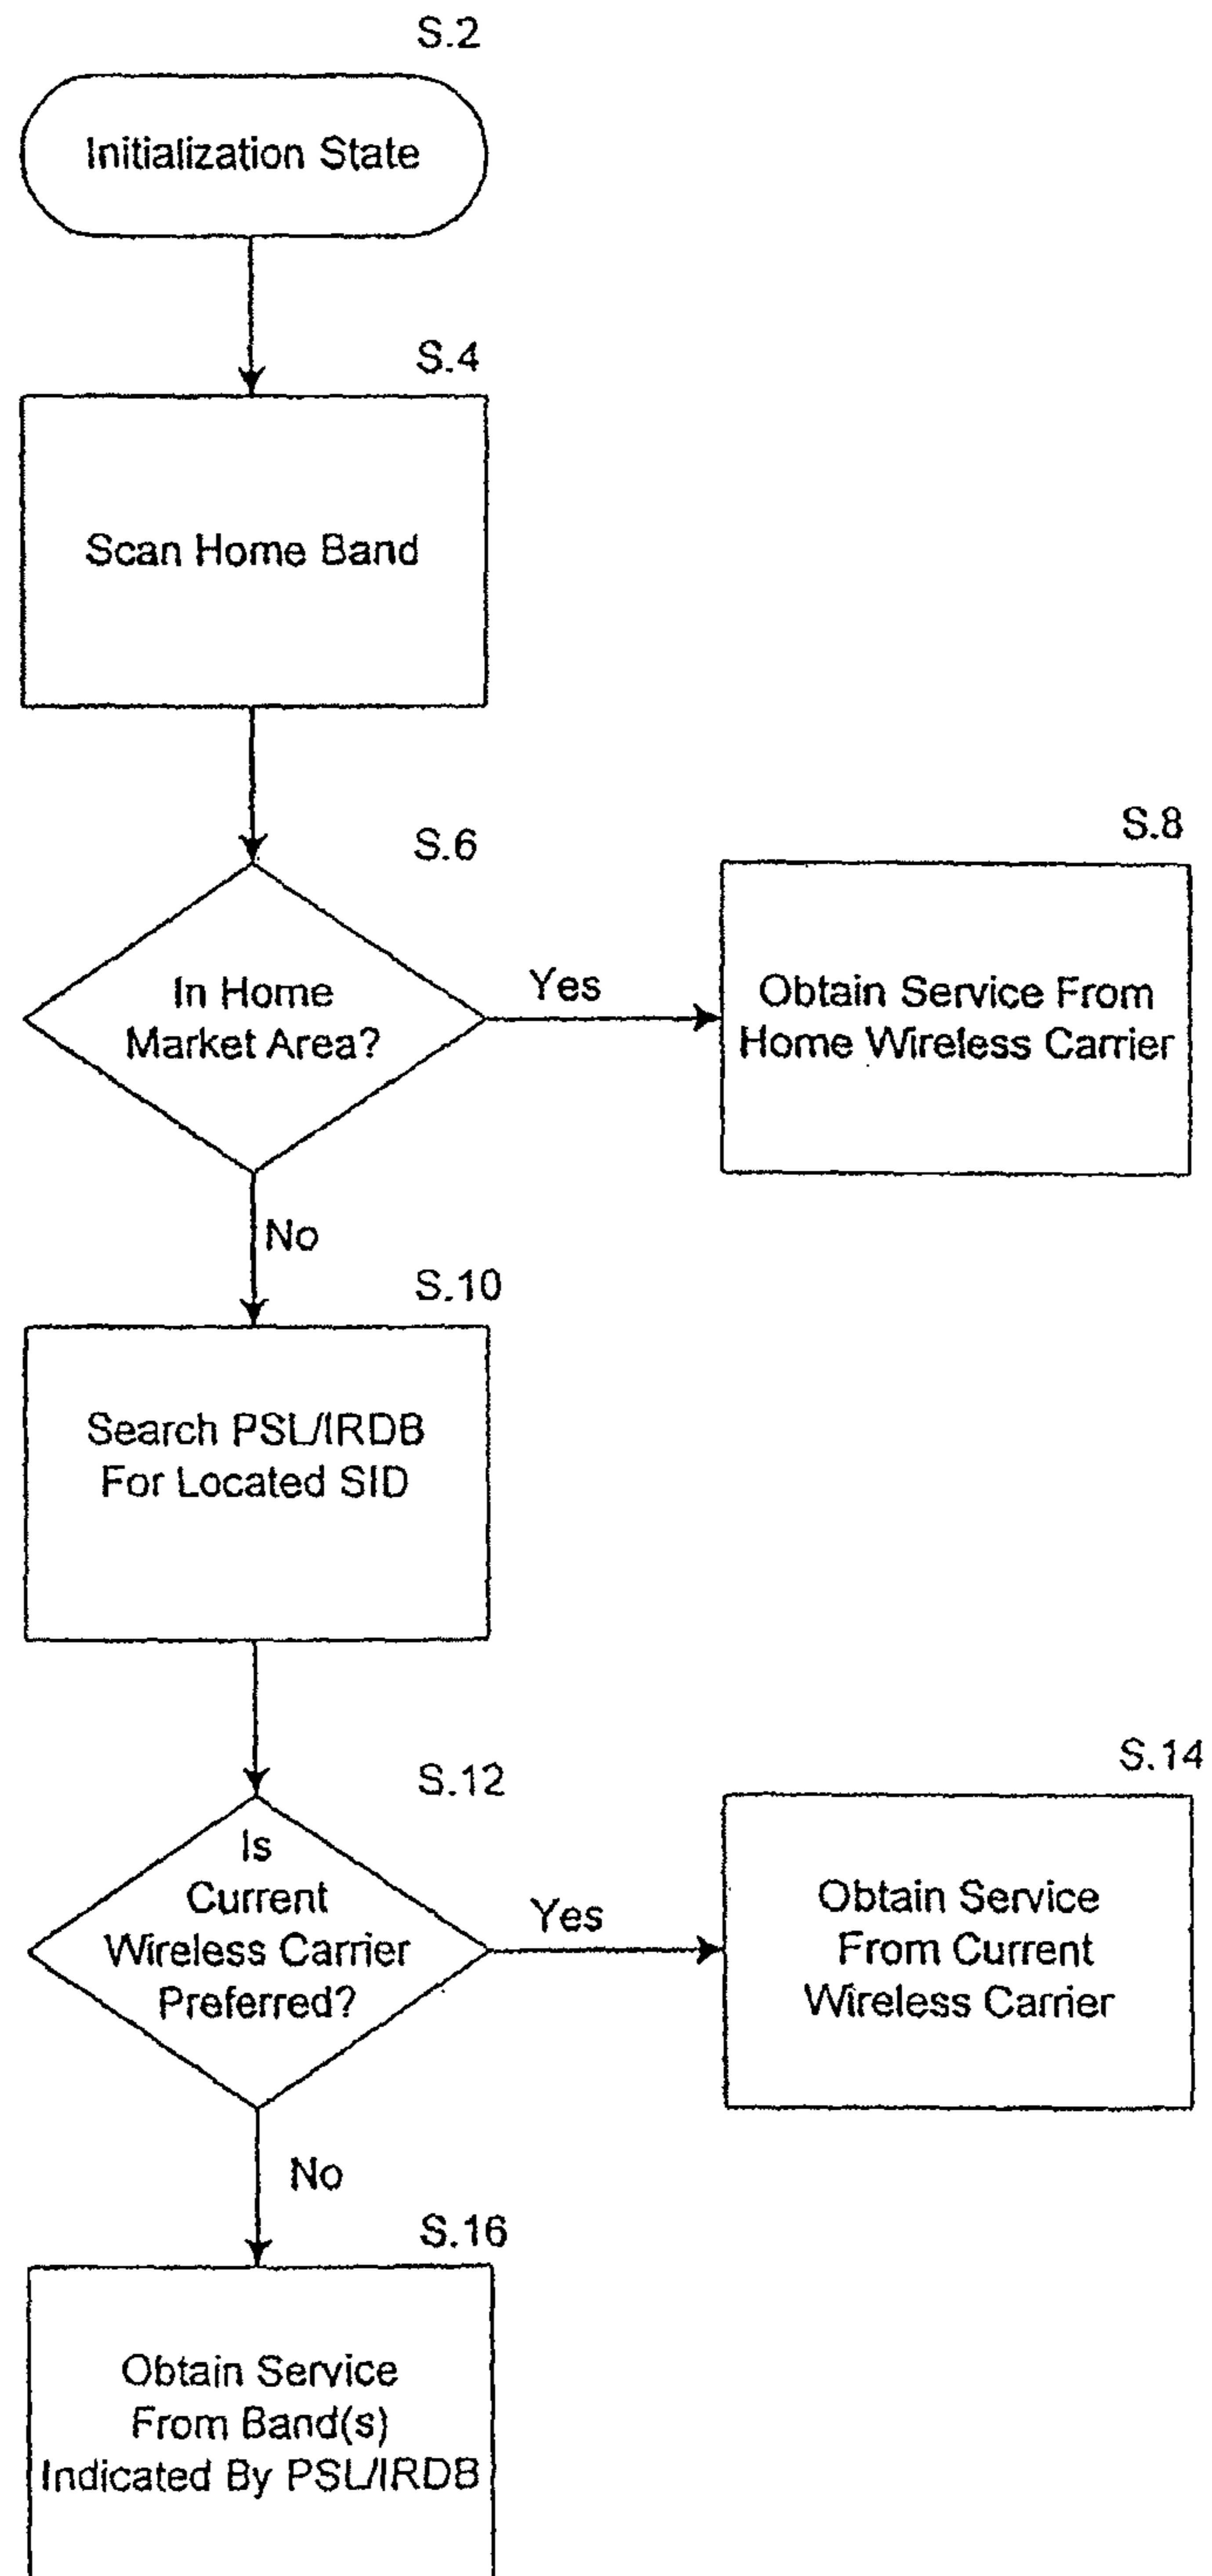 S.2
Initialization State
S.4
Scan Home Band
S.6
In Home
Market Area?
Yes
S.8
Obtain Service From
Home Wireless Carrier
No
S.10
Search PSL/IRDB
For Located SID
S.12
Is
Current
Wireless Carrier
Preferred?
Yes
S.14
Obtain Service
From Current
Wireless Carrier
No
S.16
Obtain Service
From Band(s)
Indicated By PSL/IRDB